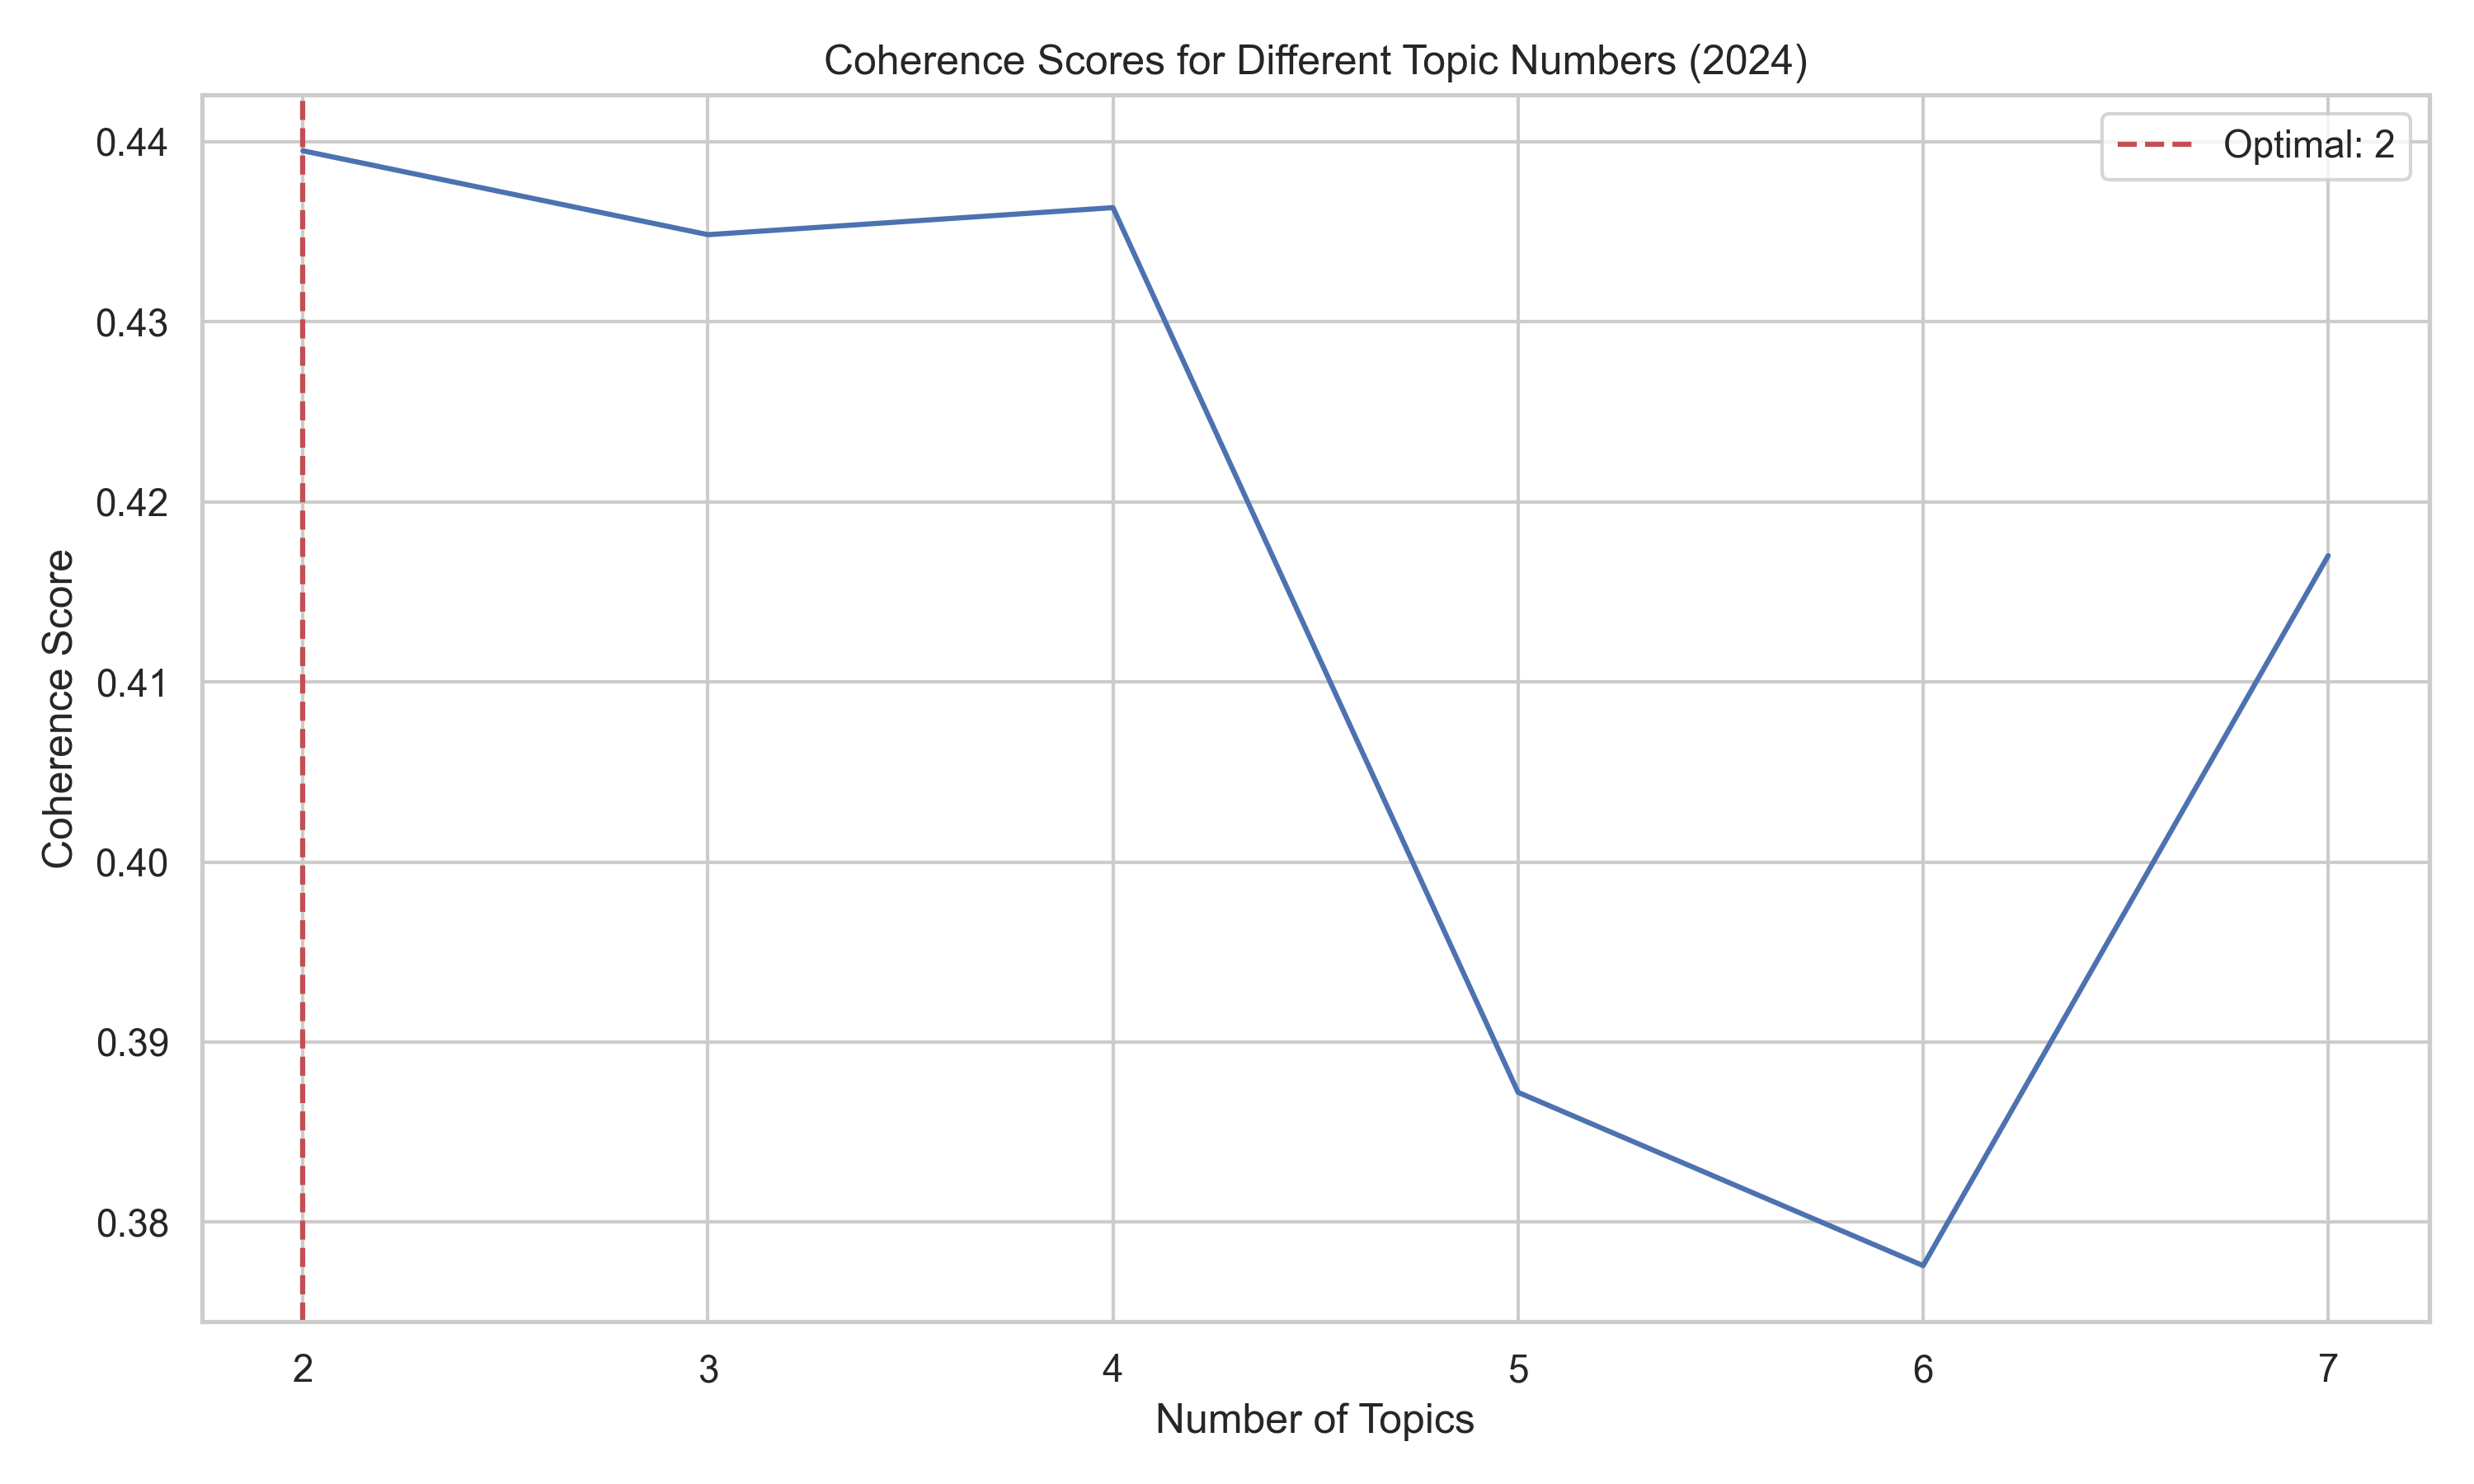 Coherence Scores for Different Topic Numbers (2024)
Optimal: 2
0.44
0.43
0.42
0.41
0.40
0.39
0.38
Coherence Score
2 3 4 5 6 7
Number of Topics